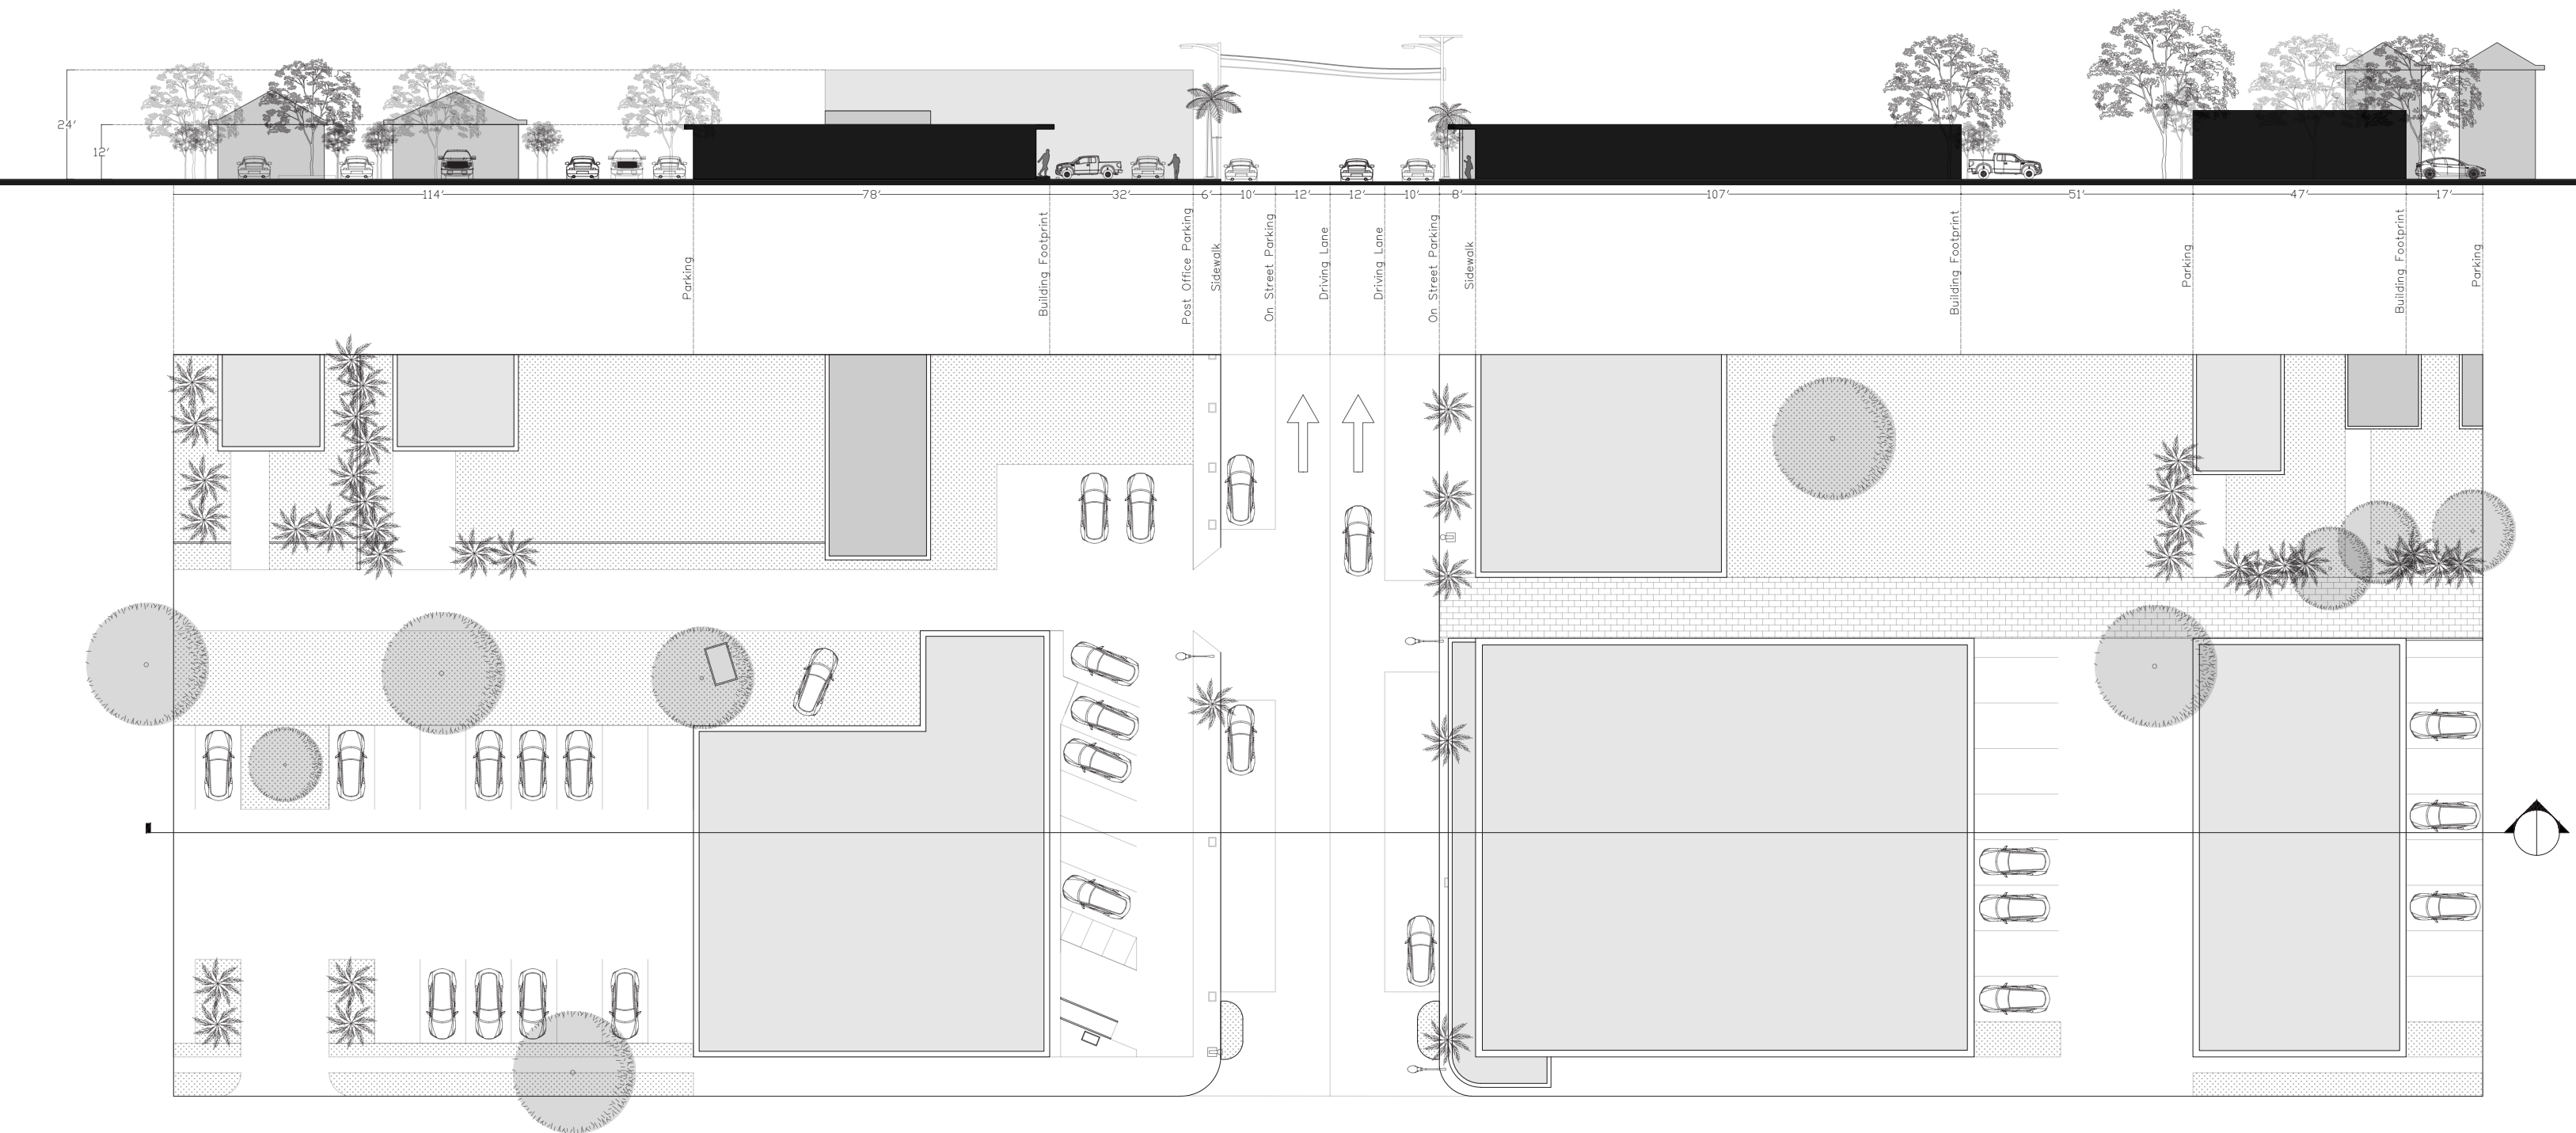 24'
12'
114'
78'
32'
6'
10'
12'
12'
10'
8'
107'
51'
47'
17'
Parking
Building Footprint
Post Office Parking
Sidewalk
On Street Parking
Driving Lane
Driving Lane
On Street Parking
Sidewalk
Building Footprint
Parking
Building Footprint
Parking